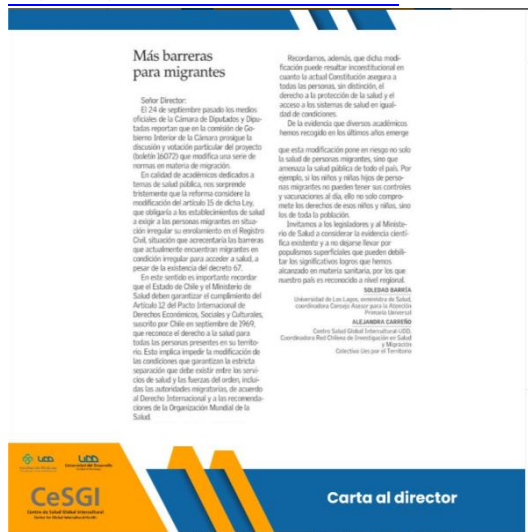 Más barreras
para migrantes
Señor Director:
El 24 de septiembre pasado los medios
oficiales de la Cámara de Diputados y Dipu-
tadas reportan que en la comisión de Go-
bierno Interior de la Cámara prosigue la
discusión y votación particular del proyecto
(boletín 16072) que modifica una serie de
normas en materia de migración.
En calidad de académicos dedicados a
temas de salud pública, nos sorprende
tristemente que la reforma considere la
modificación del artículo 15 de dicha Ley,
que obligaría a los establecimientos de salud
a exigir a las personas migrantes en situa-
ción irregular su enrolamiento en el Registro
Civil, situación que acrecentaría las barreras
que actualmente encuentran migrantes en
condición irregular para acceder a salud, a
pesar de la existencia del decreto 67.
En este sentido es importante recordar
que el Estado de Chile y el Ministerio de
Salud deben garantizar el cumplimiento del
Artículo 12 del Pacto Internacional de
Derechos Económicos, Sociales y Culturales,
suscrito por Chile en septiembre de 1969,
que reconoce el derecho a la salud para
todas las personas presentes en su territo-
rio. Esto implica impedir la modificación de
las condiciones que garantizan la estricta
separación que debe existir entre los servi-
cios de salud y las fuerzas del orden, inclui-
das las autoridades migratorias, de acuerdo
al Derecho Internacional y a las recomenda-
ciones de la Organización Mundial de la
Salud.
Recordamos, además, que dicha modi-
ficación puede resultar inconstitucional en
cuanto la actual Constitución asegura a
todas las personas, sin distinción, el
derecho a la protección de la salud y el
acceso a los sistemas de salud en igual-
dad de condiciones.
De la evidencia que diversos académicos
hemos recogido en los últimos años emerge
que esta modificación pone en riesgo no solo
la salud de personas migrantes, sino que
amenaza la salud pública de todo el país. Por
ejemplo, si los niños y niñas hijos de perso-
nas migrantes no pueden tener sus controles
y vacunaciones al día, ello no solo compro-
mete los derechos de esos niños y niñas, sino
los de toda la población.
Invitamos a los legisladores y al Ministe-
rio de Salud a considerar la evidencia cientí-
fica existente y a no dejarse llevar por
populismos superficiales que pueden debili-
tar los significativos logros que hemos
alcanzado en materia sanitaria, por los que
nuestro país es reconocido a nivel regional.
SOLEDAD BARRÍA
Universidad de Los Lagos, exministra de Salud,
coordinadora Consejo Asesor para la Atención
Primaria Universal
ALEJANDRA CARREÑO
Centro Salud Global Intercultural UDD,
Coordinadora Red Chilena de Investigación en Salud
y Migración
Colectivo Des por el Territorio
UDD
UDD
Universidad del Desarrollo
CeSGI
Centro de Salud Global Intercultural
Carta al director